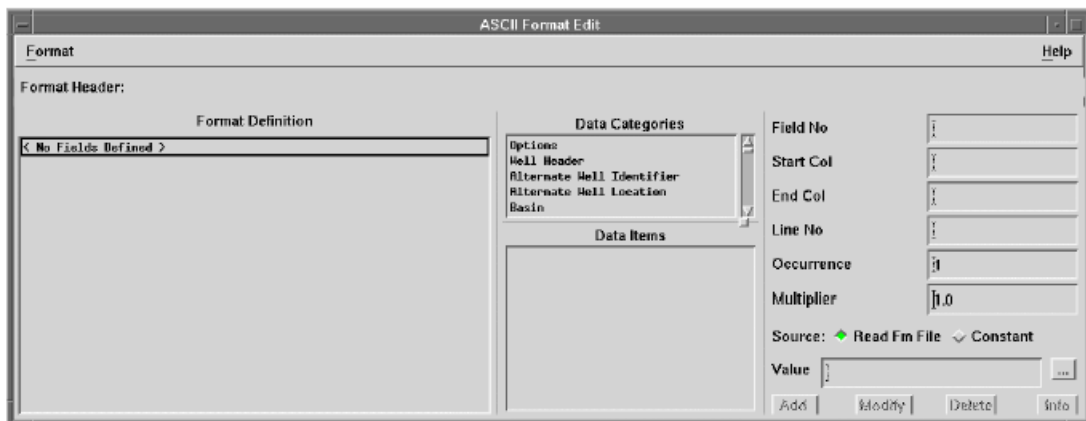 ASCII Format Edit
Format
Help
Format Header:
Format Definition
< No Fields Defined >
Data Categories
Options
Well Header
Alternate Well Identifier
Alternate Well Location
Basin
Data Items
Field No
Start Col
End Col
Line No
Occurrence
1
Multiplier
1.0
Source: Read Fm File Constant
Value
...
Add Modify Delete Info